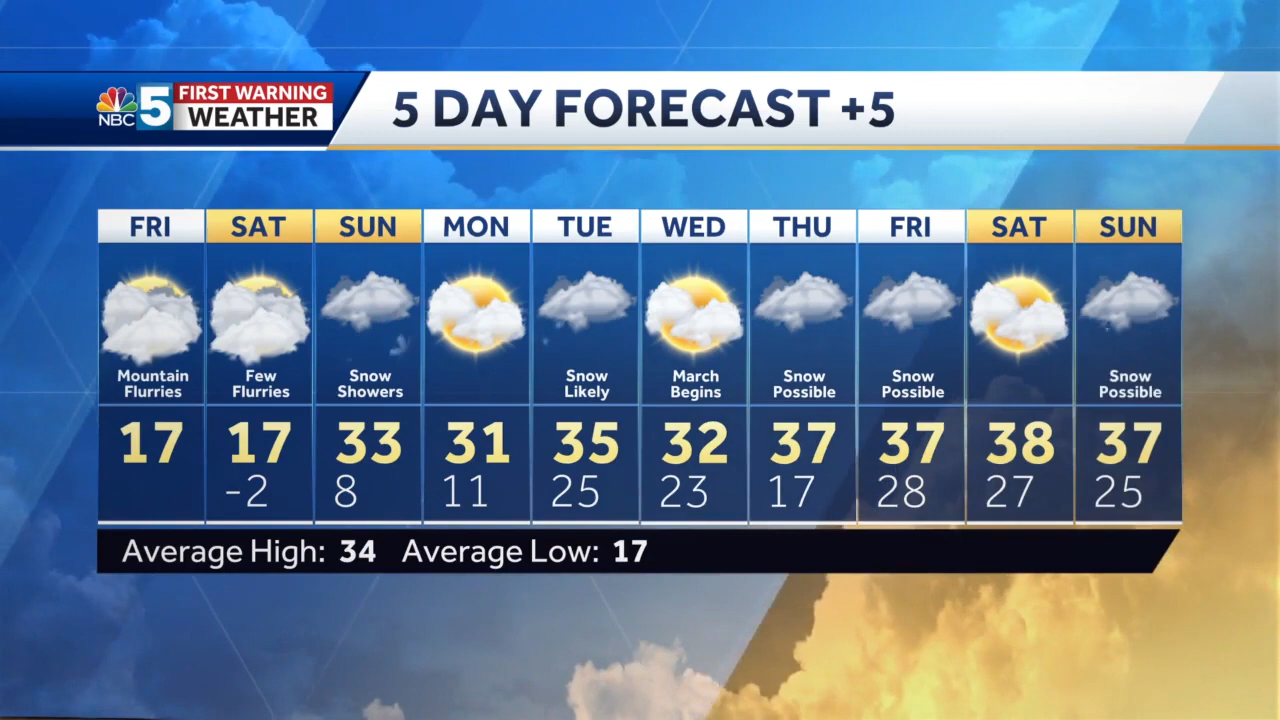 NBC 5 FIRST WARNING WEATHER
5 DAY FORECAST +5
FRI SAT SUN MON TUE WED THU FRI SAT SUN
Mountain Flurries
Few Flurries
Snow Showers
Snow Likely
March Begins
Snow Possible
Snow Possible
Snow Possible
17 17 33 31 35 32 37 37 38 37
-2 8 11 25 23 17 28 27 25
Average High: 34 Average Low: 17